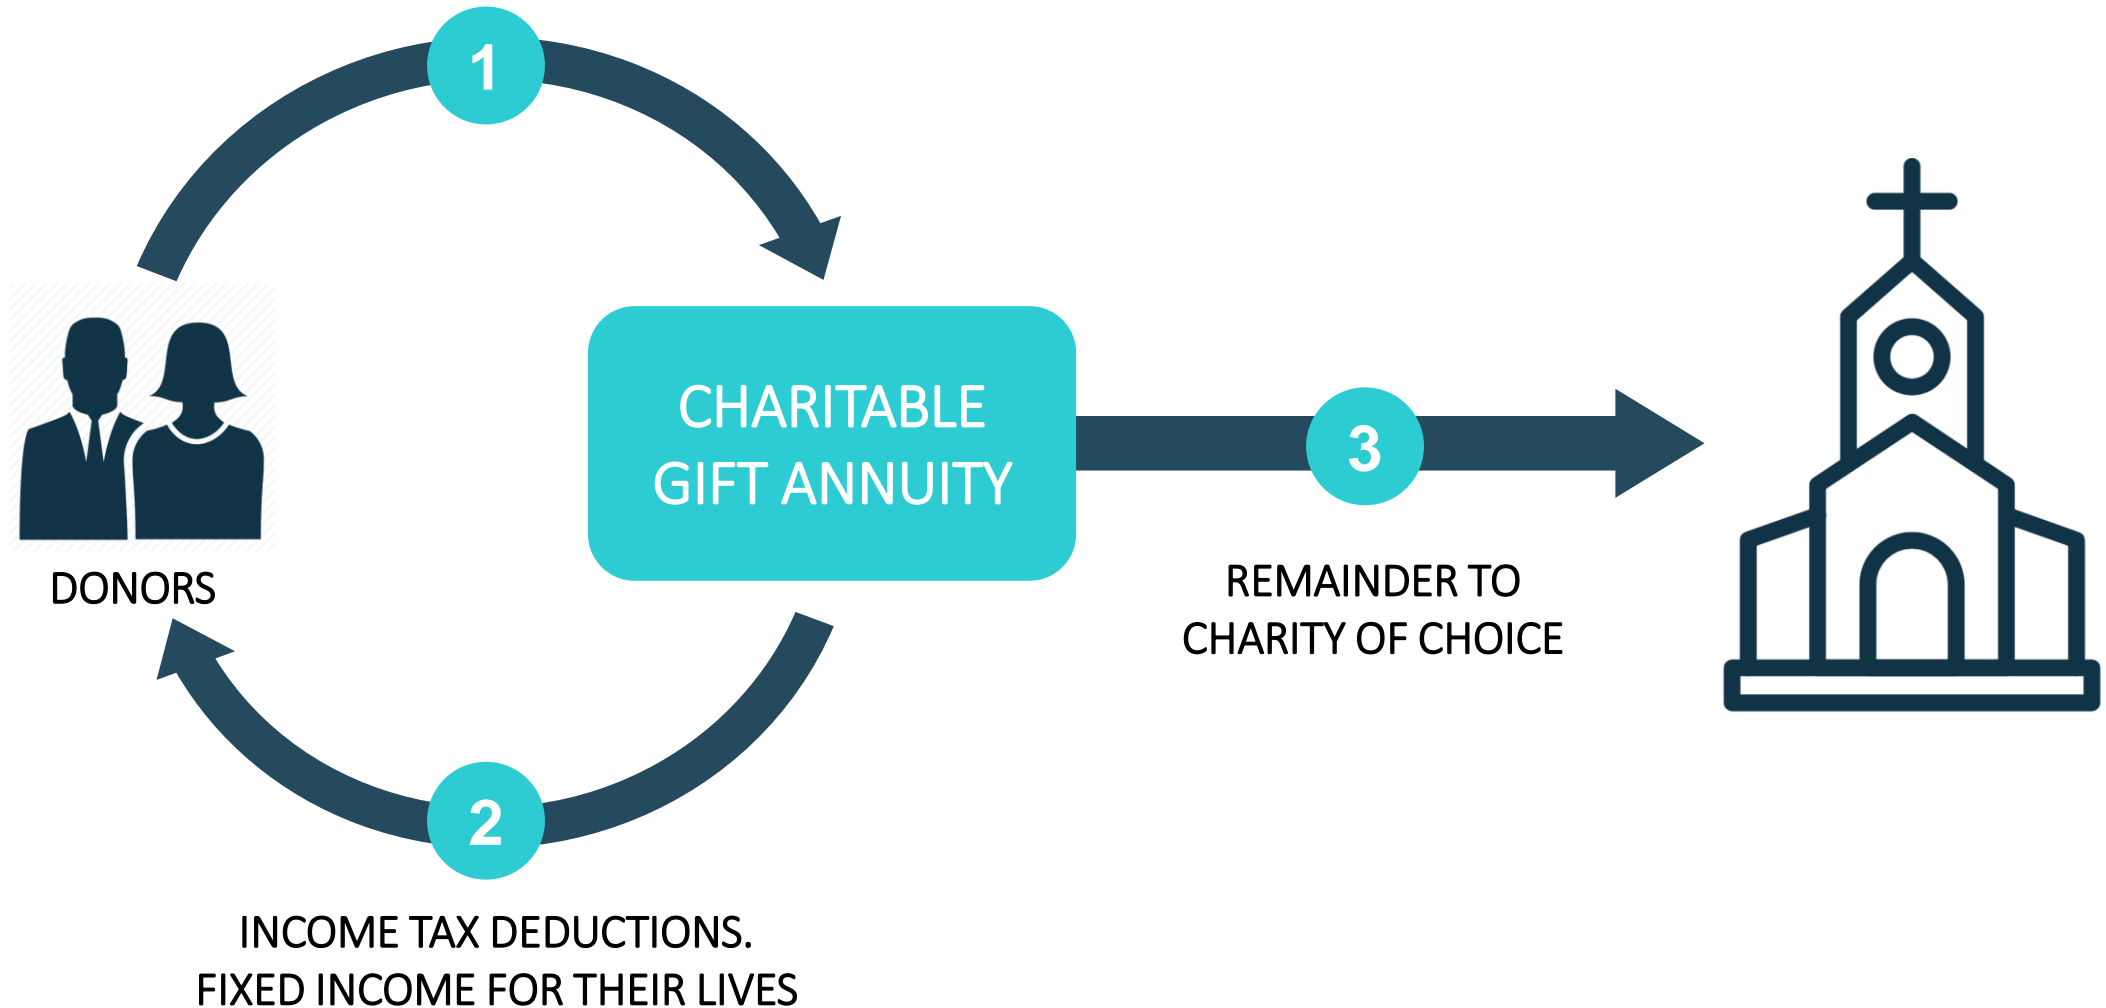 1
DONORS
CHARITABLE
GIFT ANNUITY
3
REMAINDER TO
CHARITY OF CHOICE
2
INCOME TAX DEDUCTIONS.
FIXED INCOME FOR THEIR LIVES